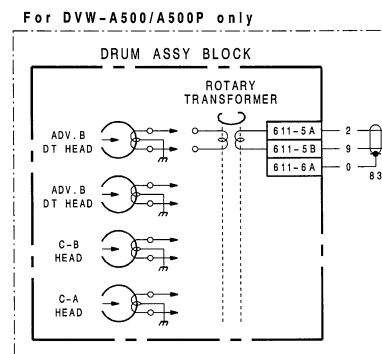 For DVW-A500/A500P only
DRUM ASSY BLOCK
ROTARY
TRANSFORMER
ADV.B
DT HEAD
611-5A 2
611-5B 9
611-6A 0
83
ADV.B
DT HEAD
C-B
HEAD
C-A
HEAD